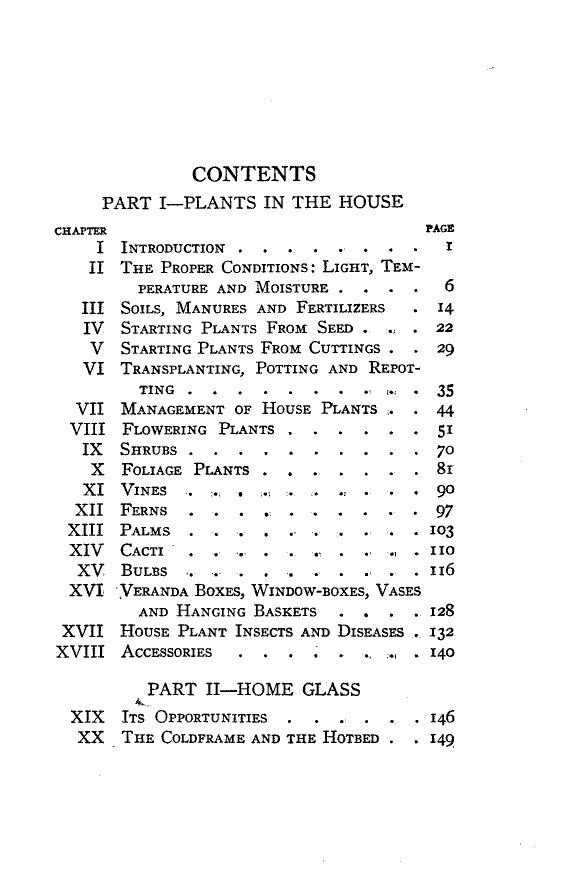 CONTENTS
PART I—PLANTS IN THE HOUSE
CHAPTER PAGE
I INTRODUCTION . . . . . . . . 1
II THE PROPER CONDITIONS: LIGHT, TEM-
PERATURE AND MOISTURE . . . . 6
III SOILS, MANURES AND FERTILIZERS . 14
IV STARTING PLANTS FROM SEED . . . 22
V STARTING PLANTS FROM CUTTINGS . . 29
VI TRANSPLANTING, POTTING AND REPOT-
TING . . . . . . . . . . 35
VII MANAGEMENT OF HOUSE PLANTS . . 44
VIII FLOWERING PLANTS . . . . . . 51
IX SHRUBS . . . . . . . . . . 70
X FOLIAGE PLANTS . . . . . . . 81
XI VINES . . . . . . . . . . 90
XII FERNS . . . . . . . . . . 97
XIII PALMS . . . . . . . . . . 103
XIV CACTI . . . . . . . . . . 110
XV BULBS . . . . . . . . . . 116
XVI VERANDA BOXES, WINDOW-BOXES, VASES
AND HANGING BASKETS . . . . 128
XVII HOUSE PLANT INSECTS AND DISEASES . 132
XVIII ACCESSORIES . . . . . . . . 140
PART II—HOME GLASS
XIX ITS OPPORTUNITIES . . . . . . 146
XX THE COLDFRAME AND THE HOTBED . . 149